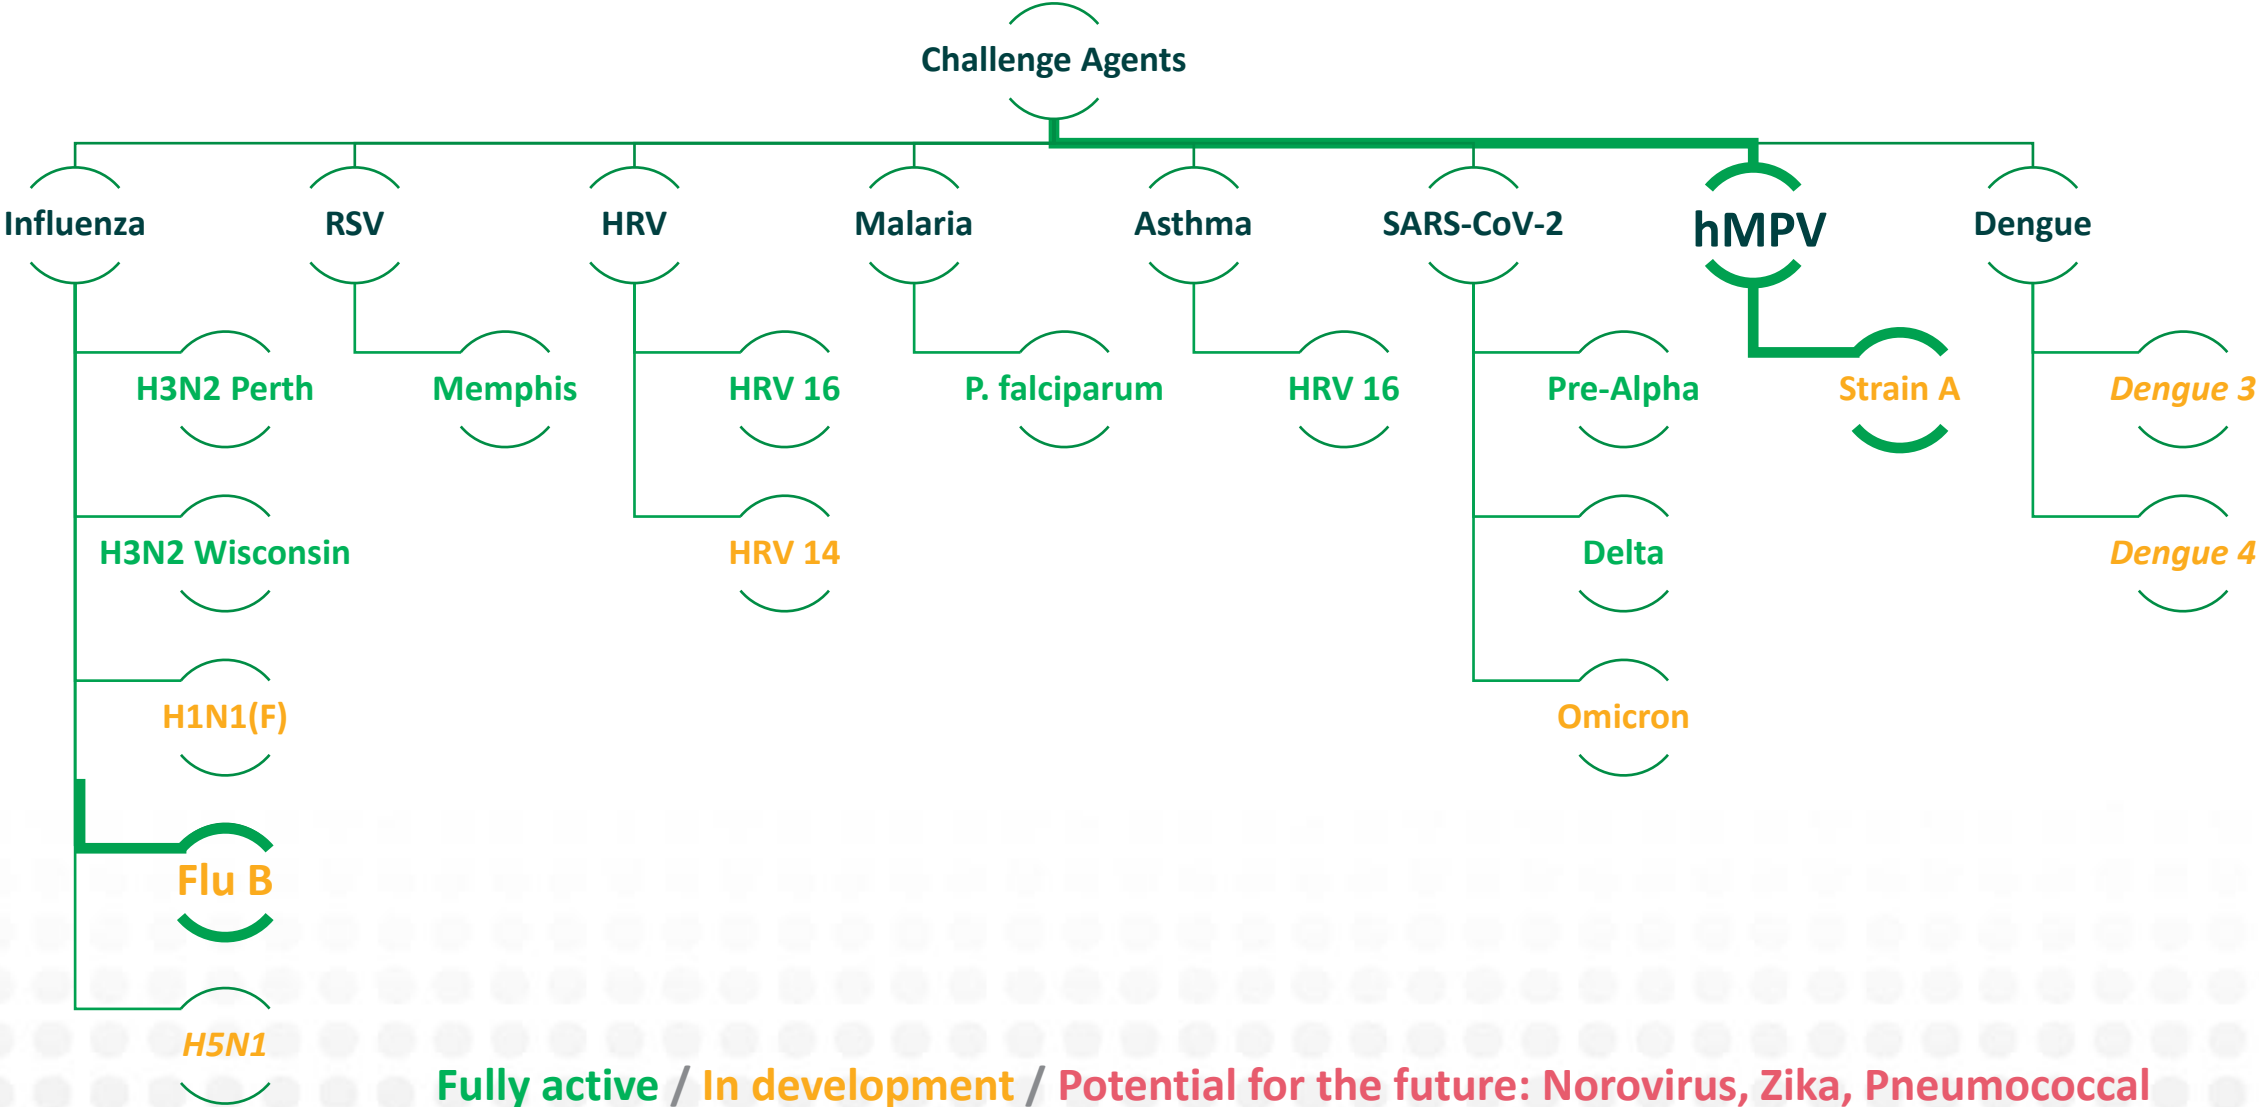 Challenge Agents
Influenza RSV HRV Malaria Asthma SARS-CoV-2 hMPV Dengue
H3N2 Perth Memphis HRV 16 P. falciparum HRV 16 Pre-Alpha Strain A Dengue 3
H3N2 Wisconsin HRV 14 Delta Dengue 4
H1N1(F) Omicron
Flu B
H5N1
Fully active / In development / Potential for the future: Norovirus, Zika, Pneumococcal